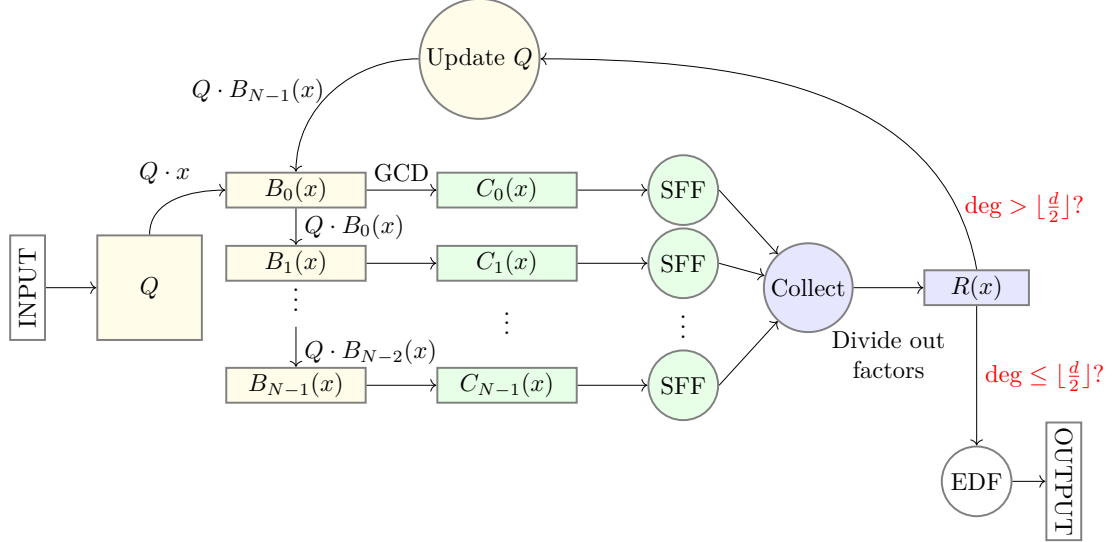 Update Q
Q · B_{N−1}(x)
Q · x
B_0(x)
GCD
C_0(x)
SFF
deg > ⌊d/2⌋?
Q · B_0(x)
INPUT
Q
B_1(x)
C_1(x)
SFF
Collect
R(x)
⋮
⋮
⋮
Divide out
factors
Q · B_{N−2}(x)
B_{N−1}(x)
C_{N−1}(x)
SFF
deg ≤ ⌊d/2⌋?
EDF
OUTPUT